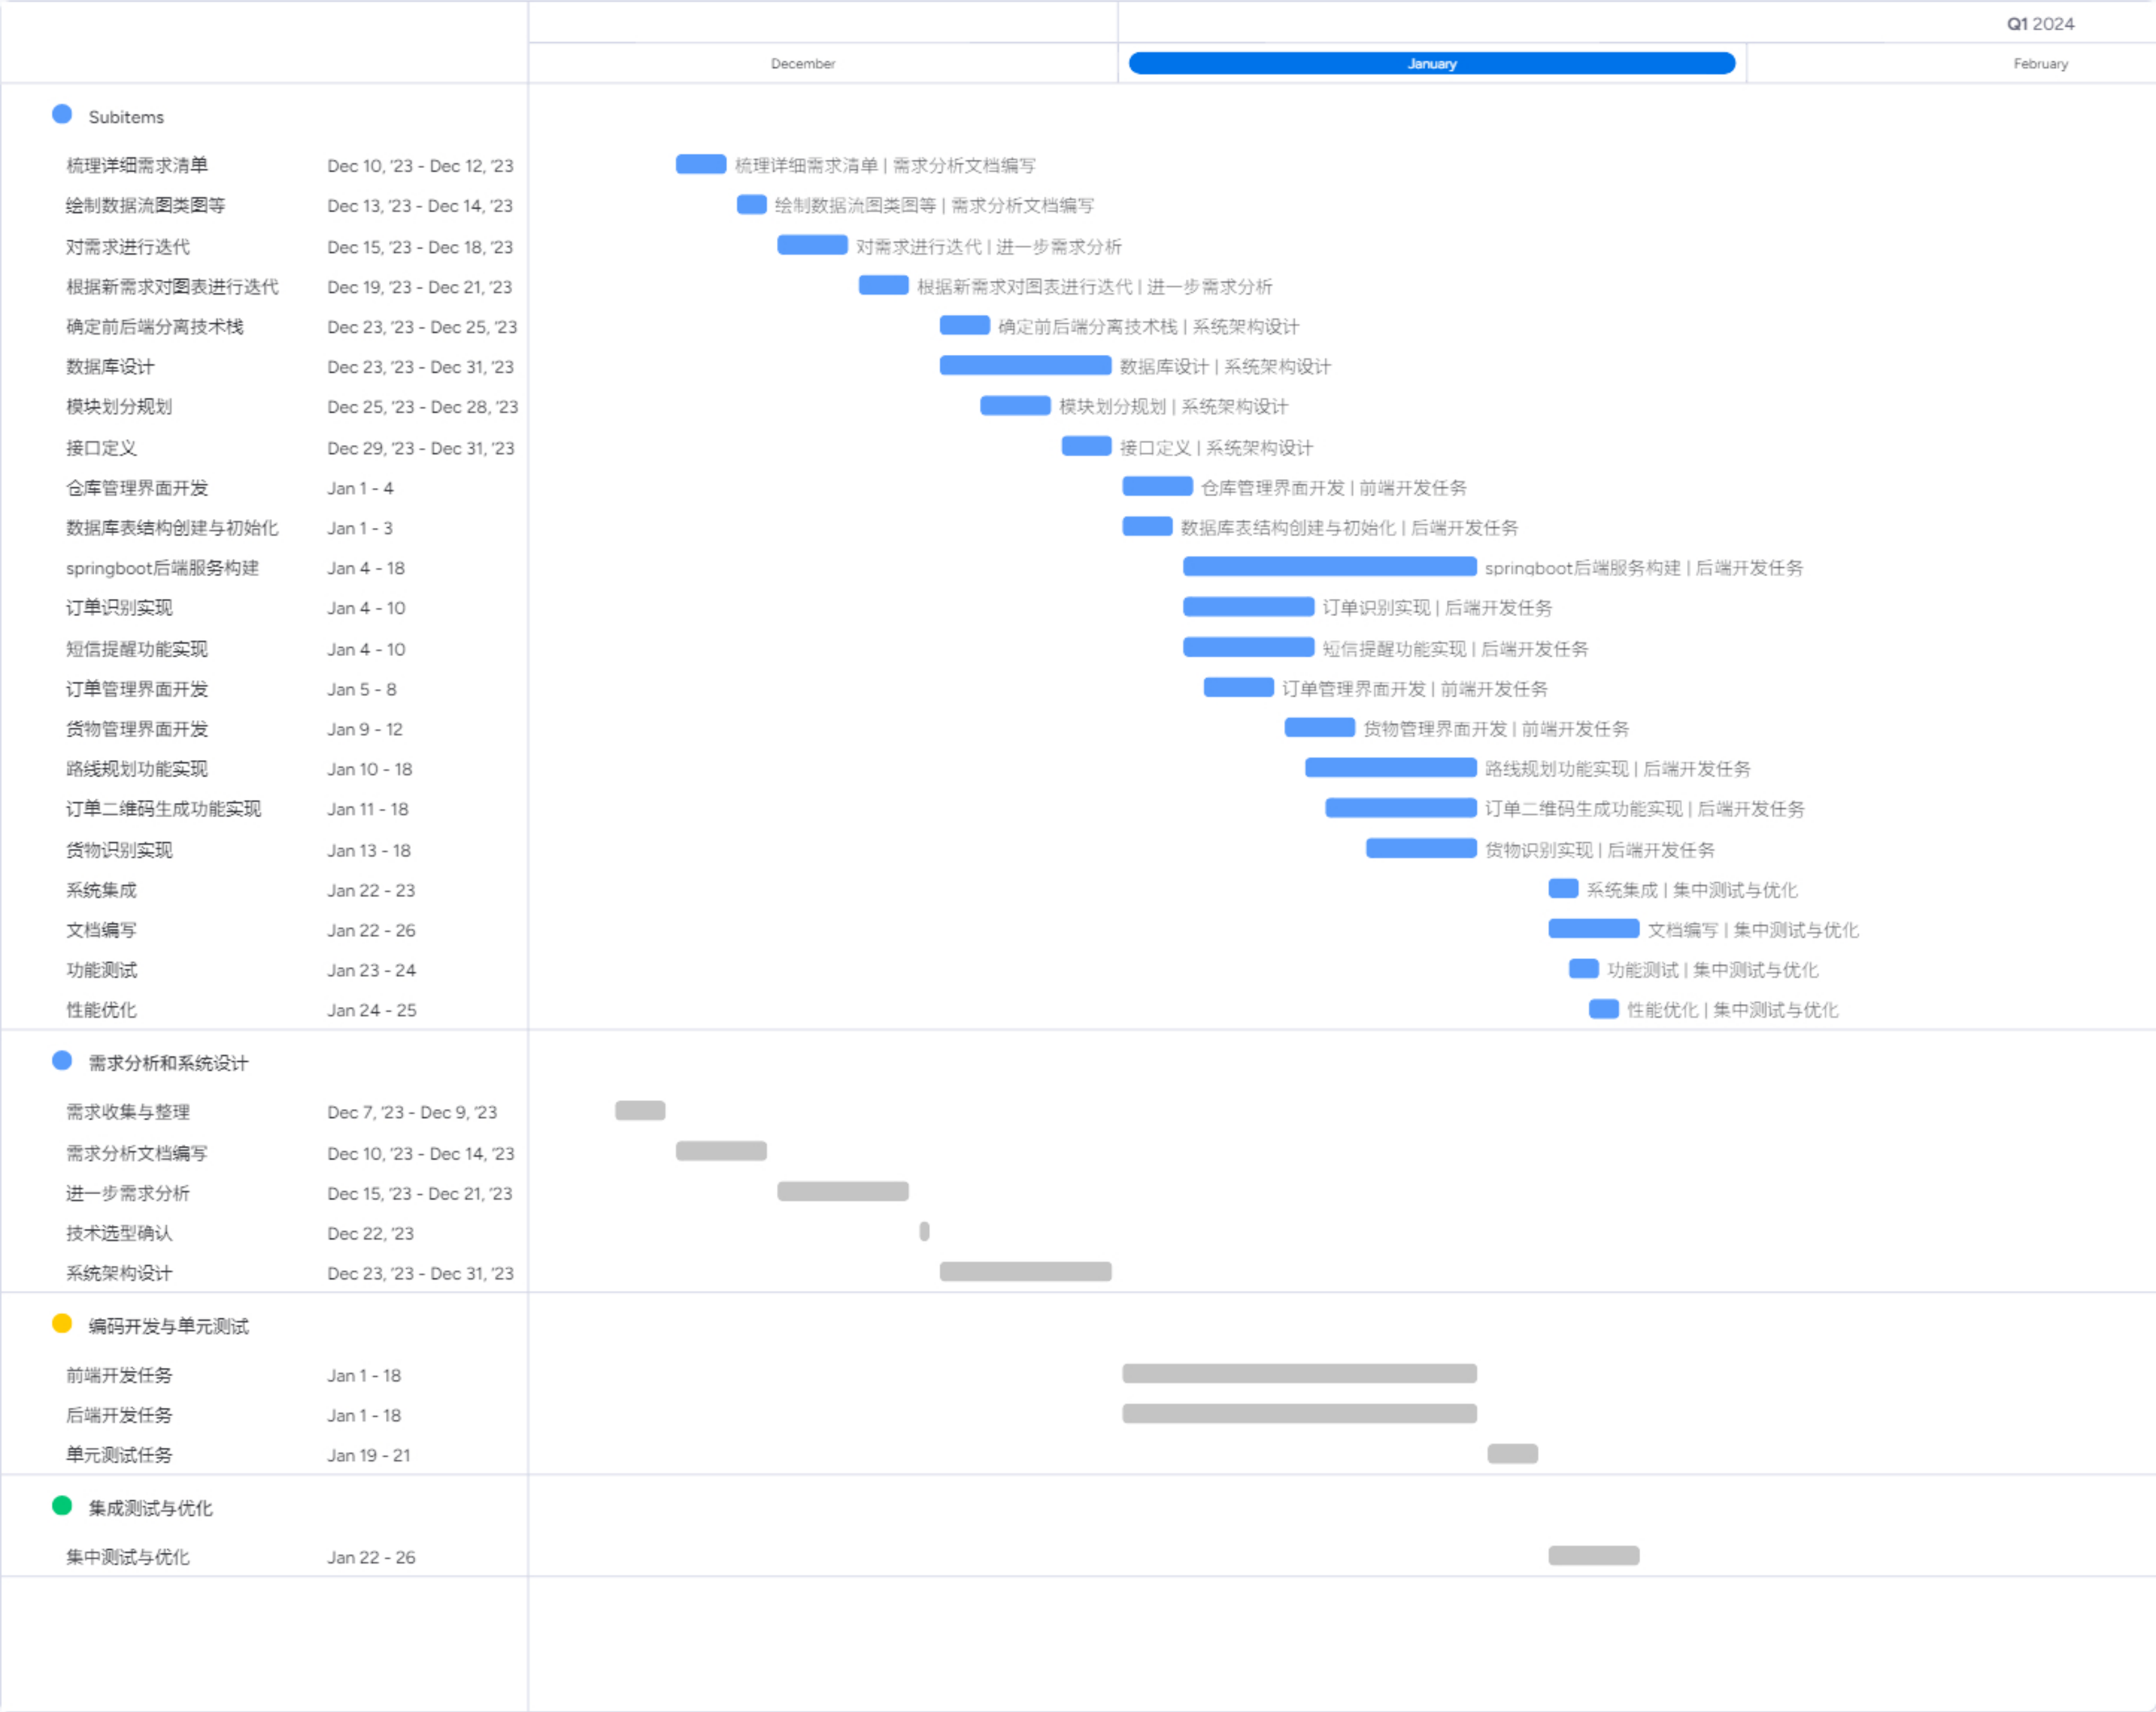 Q1 2024
December January February
Subitems
梳理详细需求清单 Dec 10, '23 - Dec 12, '23 梳理详细需求清单 | 需求分析文档编写
绘制数据流图类图等 Dec 13, '23 - Dec 14, '23 绘制数据流图类图等 | 需求分析文档编写
对需求进行迭代 Dec 15, '23 - Dec 18, '23 对需求进行迭代 | 进一步需求分析
根据新需求对图表进行迭代 Dec 19, '23 - Dec 21, '23 根据新需求对图表进行迭代 | 进一步需求分析
确定前后端分离技术栈 Dec 23, '23 - Dec 25, '23 确定前后端分离技术栈 | 系统架构设计
数据库设计 Dec 23, '23 - Dec 31, '23 数据库设计 | 系统架构设计
模块划分规划 Dec 25, '23 - Dec 28, '23 模块划分规划 | 系统架构设计
接口定义 Dec 29, '23 - Dec 31, '23 接口定义 | 系统架构设计
仓库管理界面开发 Jan 1 - 4 仓库管理界面开发 | 前端开发任务
数据库表结构创建与初始化 Jan 1 - 3 数据库表结构创建与初始化 | 后端开发任务
springboot后端服务构建 Jan 4 - 18 springboot后端服务构建 | 后端开发任务
订单识别实现 Jan 4 - 10 订单识别实现 | 后端开发任务
短信提醒功能实现 Jan 4 - 10 短信提醒功能实现 | 后端开发任务
订单管理界面开发 Jan 5 - 8 订单管理界面开发 | 前端开发任务
货物管理界面开发 Jan 9 - 12 货物管理界面开发 | 前端开发任务
路线规划功能实现 Jan 10 - 18 路线规划功能实现 | 后端开发任务
订单二维码生成功能实现 Jan 11 - 18 订单二维码生成功能实现 | 后端开发任务
货物识别实现 Jan 13 - 18 货物识别实现 | 后端开发任务
系统集成 Jan 22 - 23 系统集成 | 集中测试与优化
文档编写 Jan 22 - 26 文档编写 | 集中测试与优化
功能测试 Jan 23 - 24 功能测试 | 集中测试与优化
性能优化 Jan 24 - 25 性能优化 | 集中测试与优化
需求分析和系统设计
需求收集与整理 Dec 7, '23 - Dec 9, '23
需求分析文档编写 Dec 10, '23 - Dec 14, '23
进一步需求分析 Dec 15, '23 - Dec 21, '23
技术选型确认 Dec 22, '23
系统架构设计 Dec 23, '23 - Dec 31, '23
编码开发与单元测试
前端开发任务 Jan 1 - 18
后端开发任务 Jan 1 - 18
单元测试任务 Jan 19 - 21
集成测试与优化
集中测试与优化 Jan 22 - 26